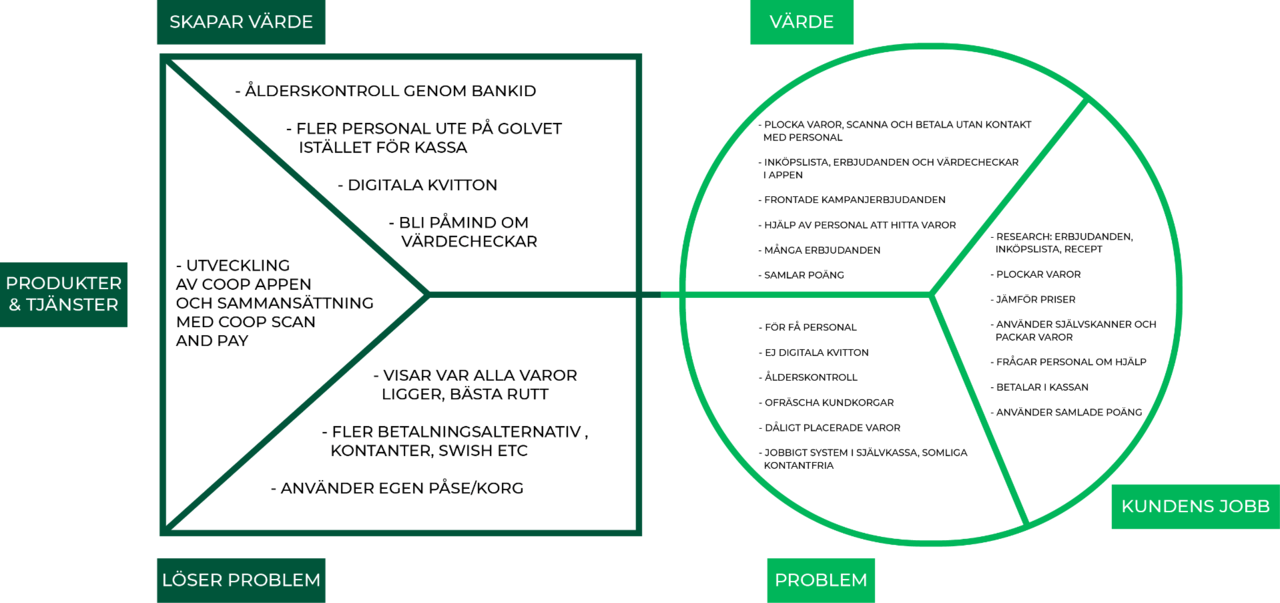 SKAPAR VÄRDE
- ÅLDERSKONTROLL GENOM BANKID
- FLER PERSONAL UTE PÅ GOLVET
ISTÄLLET FÖR KASSA
- DIGITALA KVITTON
- BLI PÅMIND OM
VÄRDECHECKAR
PRODUKTER
& TJÄNSTER
- UTVECKLING
AV COOP APPEN
OCH SAMMANSÄTTNING
MED COOP SCAN
AND PAY
- VISAR VAR ALLA VAROR
LIGGER, BÄSTA RUTT
- FLER BETALNINGSALTERNATIV ,
KONTANTER, SWISH ETC
- ANVÄNDER EGEN PÅSE/KORG
LÖSER PROBLEM
VÄRDE
- PLOCKA VAROR, SCANNA OCH BETALA UTAN KONTAKT
MED PERSONAL
- INKÖPSLISTA, ERBJUDANDEN OCH VÄRDECHECKAR
I APPEN
- FRONTADE KAMPANJERBJUDANDEN
- HJÄLP AV PERSONAL ATT HITTA VAROR
- MÅNGA ERBJUDANDEN
- SAMLAR POÄNG
- RESEARCH: ERBJUDANDEN,
INKÖPSLISTA, RECEPT
- PLOCKAR VAROR
- JÄMFÖR PRISER
- ANVÄNDER SJÄLVSKANNER OCH
PACKAR VAROR
- FRÅGAR PERSONAL OM HJÄLP
- BETALAR I KASSAN
- ANVÄNDER SAMLADE POÄNG
KUNDENS JOBB
- FÖR FÅ PERSONAL
- EJ DIGITALA KVITTON
- ÅLDERSKONTROLL
- OFRÄSCHA KUNDKORGAR
- DÅLIGT PLACERADE VAROR
- JOBBIGT SYSTEM I SJÄLVKASSA, SOMLIGA
KONTANTFRIA
PROBLEM